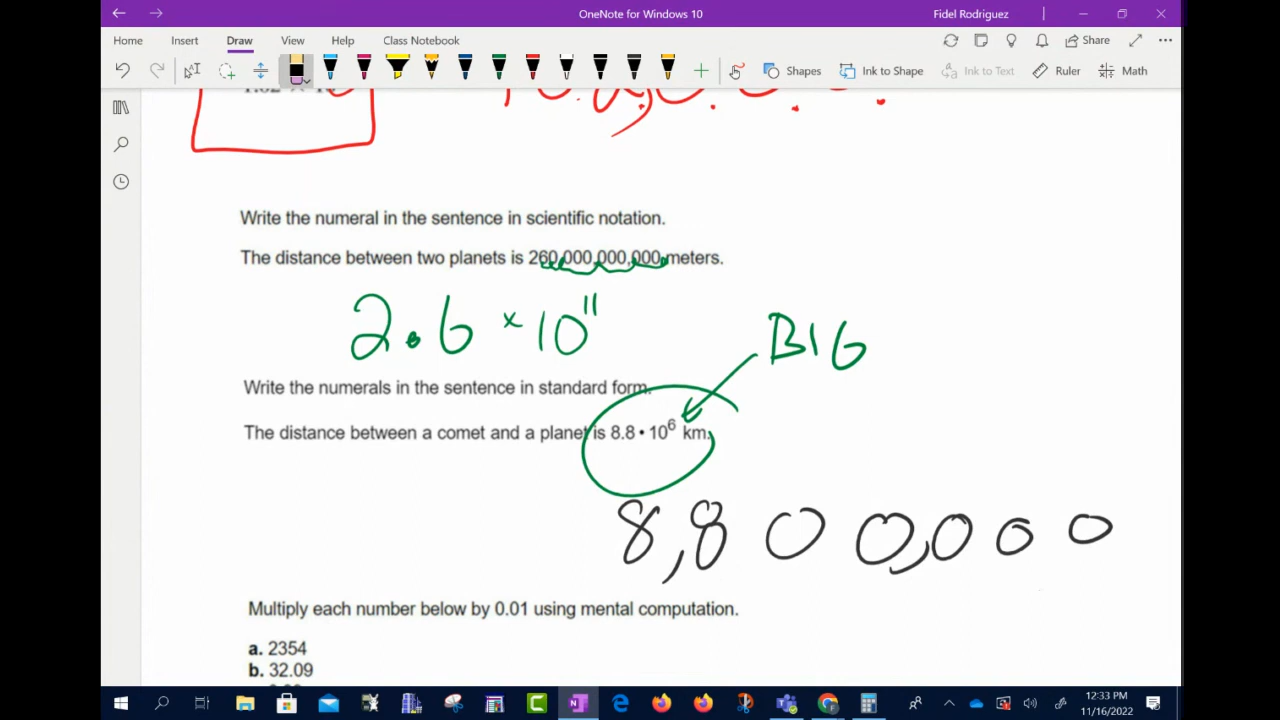 OneNote for Windows 10
Fidel Rodriguez
Home Insert Draw View Help Class Notebook Share
Shapes Ink to Shape Ink to Text Ruler Math
Write the numeral in the sentence in scientific notation.
The distance between two planets is 260,000,000,000 meters.
2.6 × 10¹¹
BIG
Write the numerals in the sentence in standard form.
The distance between a comet and a planet is 8.8 • 10⁶ km.
8,800,000
Multiply each number below by 0.01 using mental computation.
a. 2354
b. 32.09
12:33 PM
11/16/2022